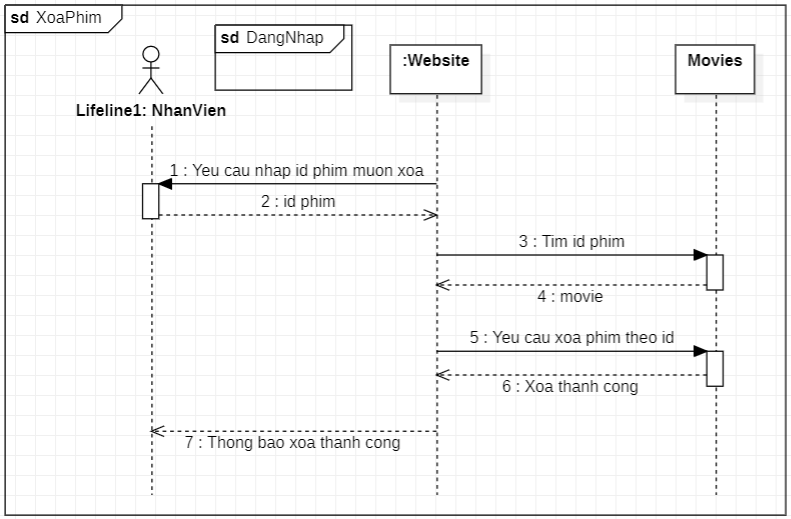 sd XoaPhim
sd DangNhap
:Website
Movies
Lifeline1: NhanVien
1 : Yeu cau nhap id phim muon xoa
2 : id phim
3 : Tim id phim
4 : movie
5 : Yeu cau xoa phim theo id
6 : Xoa thanh cong
7 : Thong bao xoa thanh cong